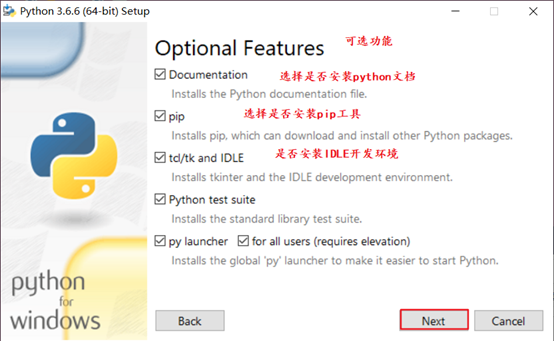 Python 3.6.6 (64-bit) Setup
Optional Features 可选功能
Documentation 选择是否安装python文档
Installs the Python documentation file.
pip 选择是否安装pip工具
Installs pip, which can download and install other Python packages.
tcl/tk and IDLE 是否安装IDLE开发环境
Installs tkinter and the IDLE development environment.
Python test suite
Installs the standard library test suite.
py launcher for all users (requires elevation)
Installs the global 'py' launcher to make it easier to start Python.
python
for
windows
Back Next Cancel